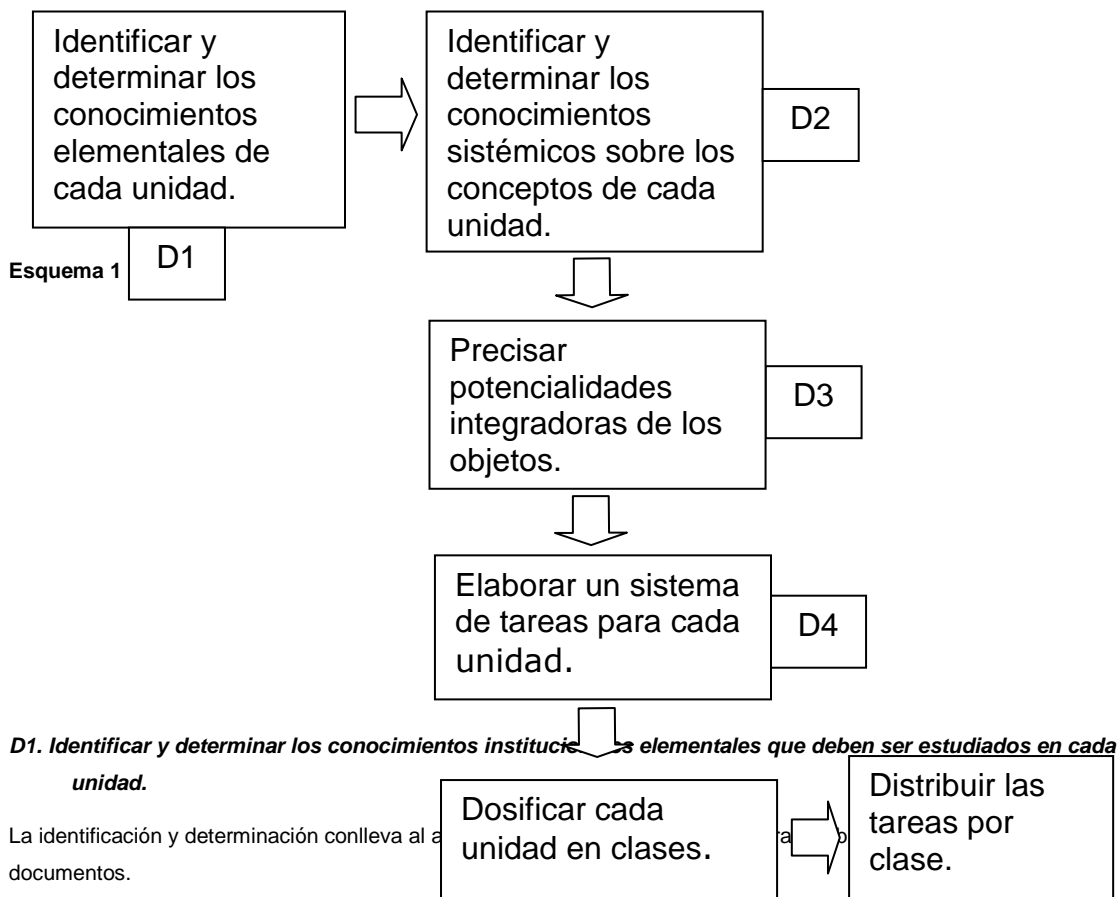 Identificar y
determinar los
conocimientos
elementales de
cada unidad.
D1
Esquema 1
Identificar y
determinar los
conocimientos
sistémicos sobre los
conceptos de cada
unidad.
D2
Precisar
potencialidades
integradoras de los
objetos.
D3
Elaborar un sistema
de tareas para cada
unidad.
D4
D1. Identificar y determinar los conocimientos elementales que deben ser estudiados en cada
unidad.
La identificación y determinación conlleva al
documentos.
Dosificar cada
unidad en clases.
Distribuir las
tareas por
clase.